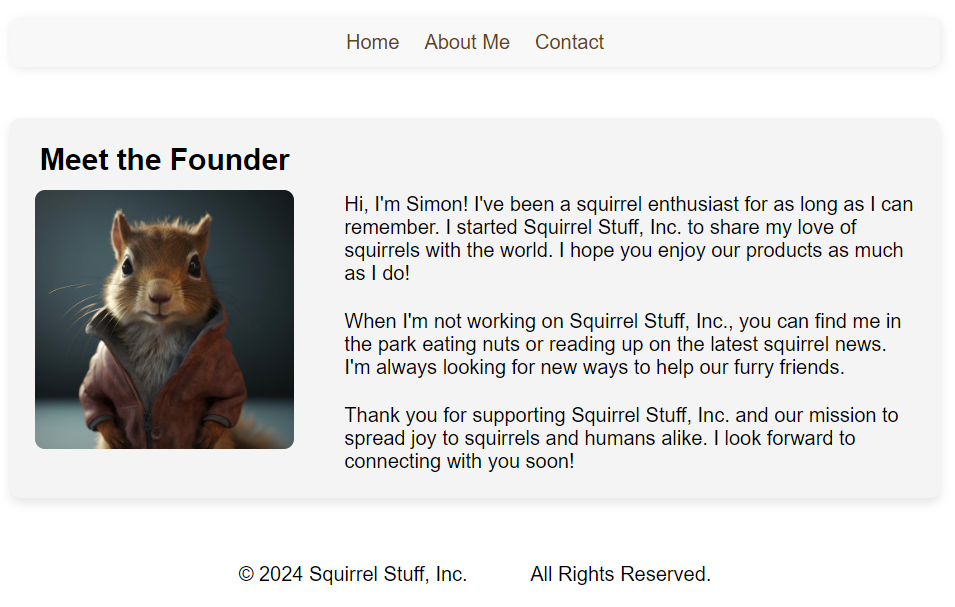 Home About Me Contact
Meet the Founder
Hi, I'm Simon! I've been a squirrel enthusiast for as long as I can
remember. I started Squirrel Stuff, Inc. to share my love of
squirrels with the world. I hope you enjoy our products as much
as I do!
When I'm not working on Squirrel Stuff, Inc., you can find me in
the park eating nuts or reading up on the latest squirrel news.
I'm always looking for new ways to help our furry friends.
Thank you for supporting Squirrel Stuff, Inc. and our mission to
spread joy to squirrels and humans alike. I look forward to
connecting with you soon!
© 2024 Squirrel Stuff, Inc. All Rights Reserved.